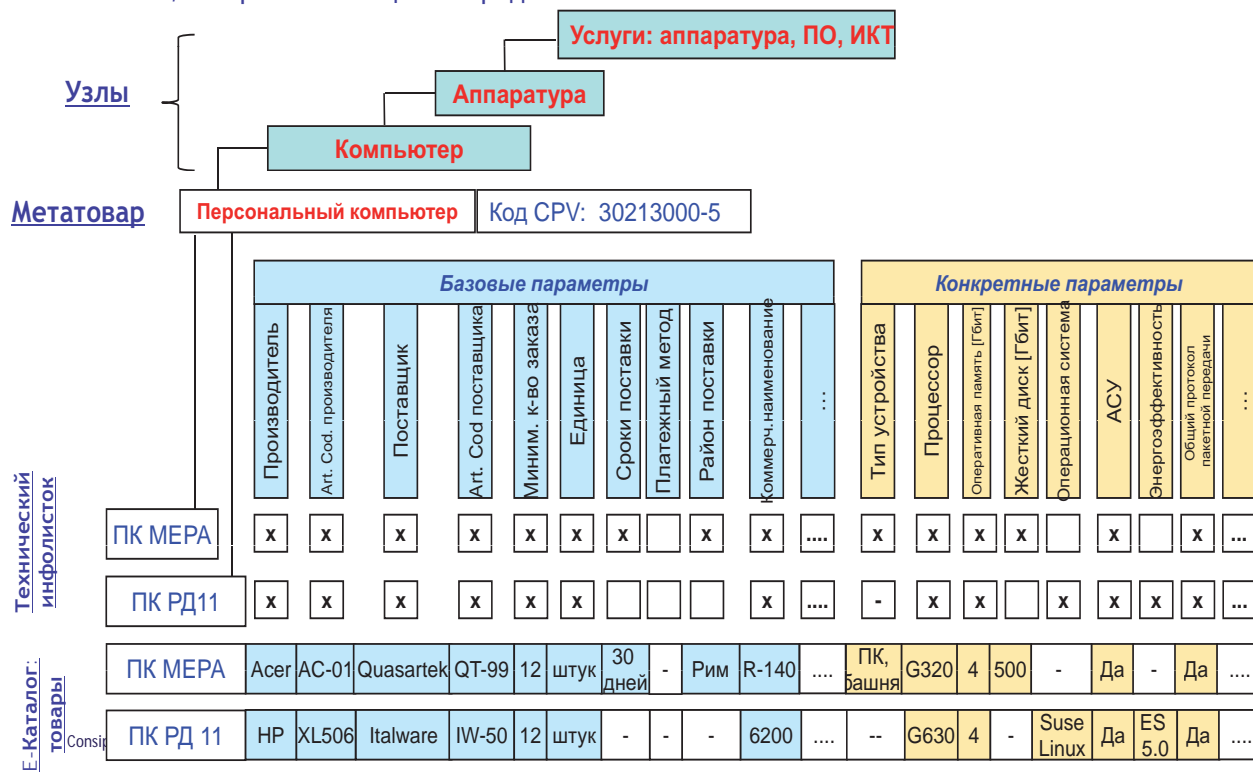 Услуги: аппаратура, ПО, ИКТ
Узлы
Аппаратура
Компьютер
Метатовар
Персональный компьютер
Код CPV: 30213000-5
Базовые параметры
Конкретные параметры
Производитель
Art. Cod. производителя
Поставщик
Art. Cod поставщика
Миним. к-во заказа
Единица
Сроки поставки
Платежный метод
Район поставки
Коммерч.наименование
...
Тип устройства
Процессор
Оперативная память [Гбит]
Жесткий диск [Гбит]
Операционная система
АСУ
Энергоэффективность
Общий протокол
пакетной передачи
...
Технический
инфолисток
ПК МЕРА x x x x x x x x x .... x x x x x x ...
ПК РД11 x x x x x x x .... - x x x x x x ...
Е-Каталог:
товары
Consip
ПК МЕРА Acer AC-01 Quasartek QT-99 12 штук 30 дней - Рим R-140 .... ПК, башня G320 4 500 - Да - Да ....
ПК РД 11 HP XL506 Italware IW-50 12 штук - - - 6200 .... -- G630 4 - Suse Linux Да ES 5.0 Да ....